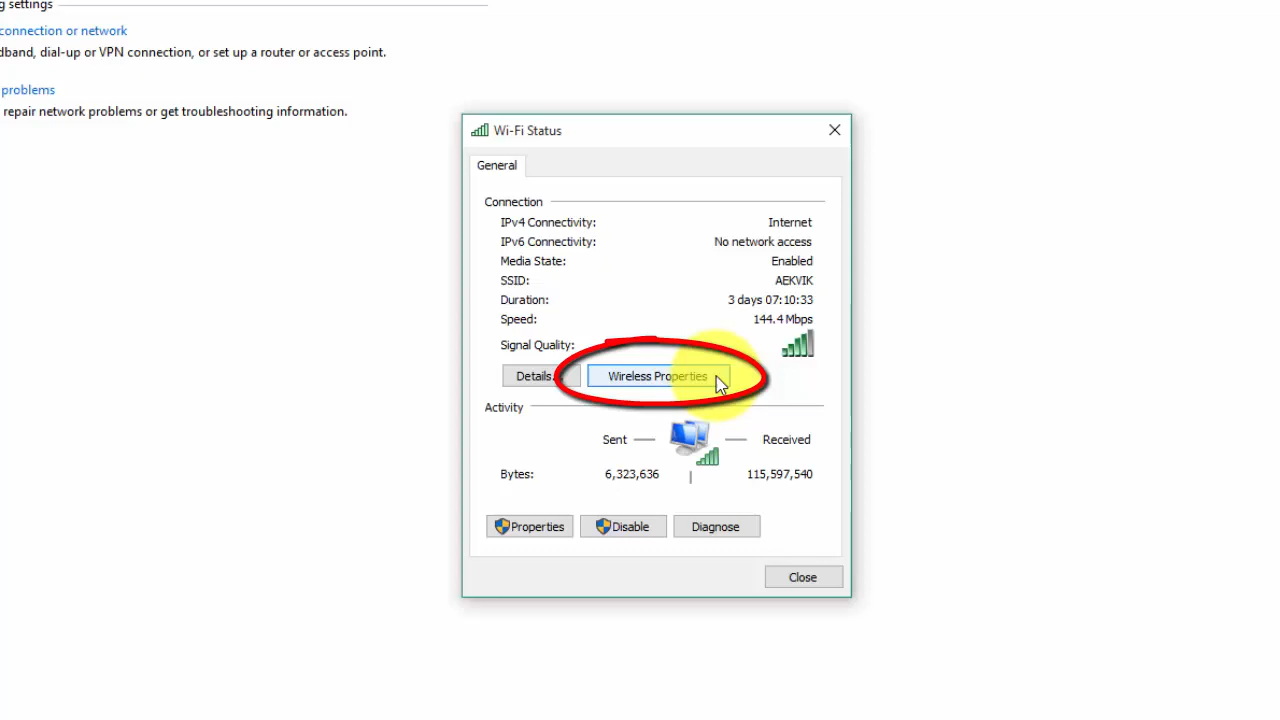 g settings
connection or network
dband, dial-up or VPN connection, or set up a router or access point.
problems
repair network problems or get troubleshooting information.
Wi-Fi Status
General
Connection
IPv4 Connectivity: Internet
IPv6 Connectivity: No network access
Media State: Enabled
SSID: AEKVIK
Duration: 3 days 07:10:33
Speed: 144.4 Mbps
Signal Quality:
Details... Wireless Properties
Activity
Sent Received
Bytes: 6,323,636 115,597,540
Properties Disable Diagnose
Close